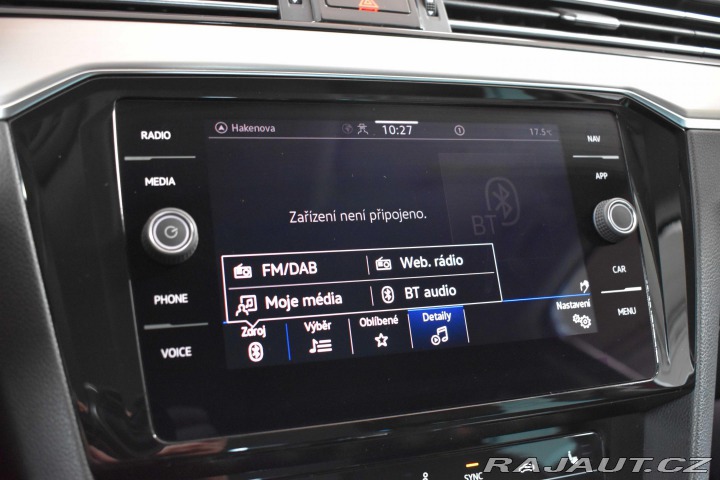 RADIO
MEDIA
PHONE
VOICE
Hakenova
10:27
17.5°C
Zařízení není připojeno.
BT
FM/DAB
Web. rádio
Moje média
BT audio
Zdroj
Výběr
Oblíbené
Detaily
Nastavení
NAV
APP
CAR
MENU
SYNC
RAJAUT.CZ